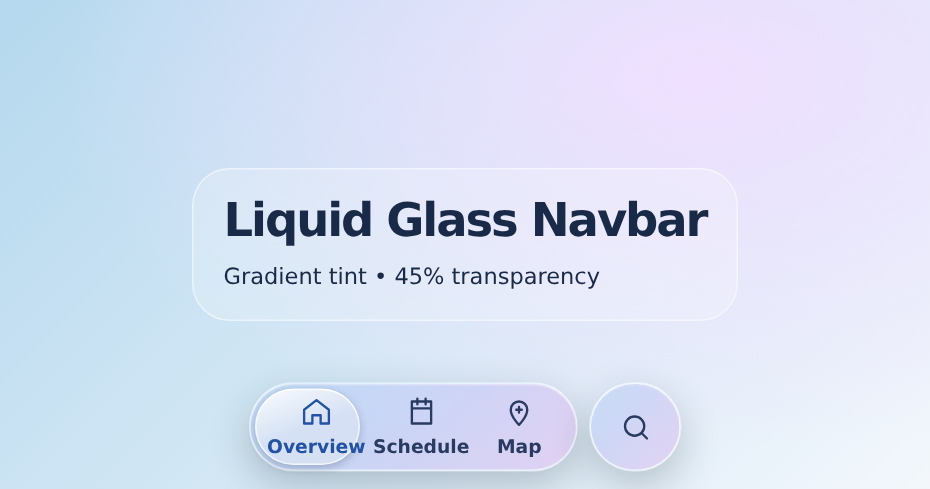 Liquid Glass Navbar
Gradient tint • 45% transparency
Overview Schedule Map